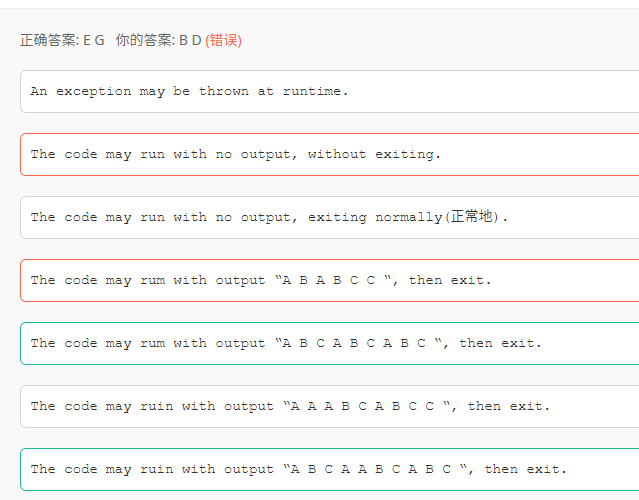 正确答案: E G 你的答案: B D (错误)
An exception may be thrown at runtime.
The code may run with no output, without exiting.
The code may run with no output, exiting normally(正常地).
The code may rum with output “A B A B C C “, then exit.
The code may rum with output “A B C A B C A B C “, then exit.
The code may ruin with output “A A A B C A B C C “, then exit.
The code may ruin with output “A B C A A B C A B C “, then exit.